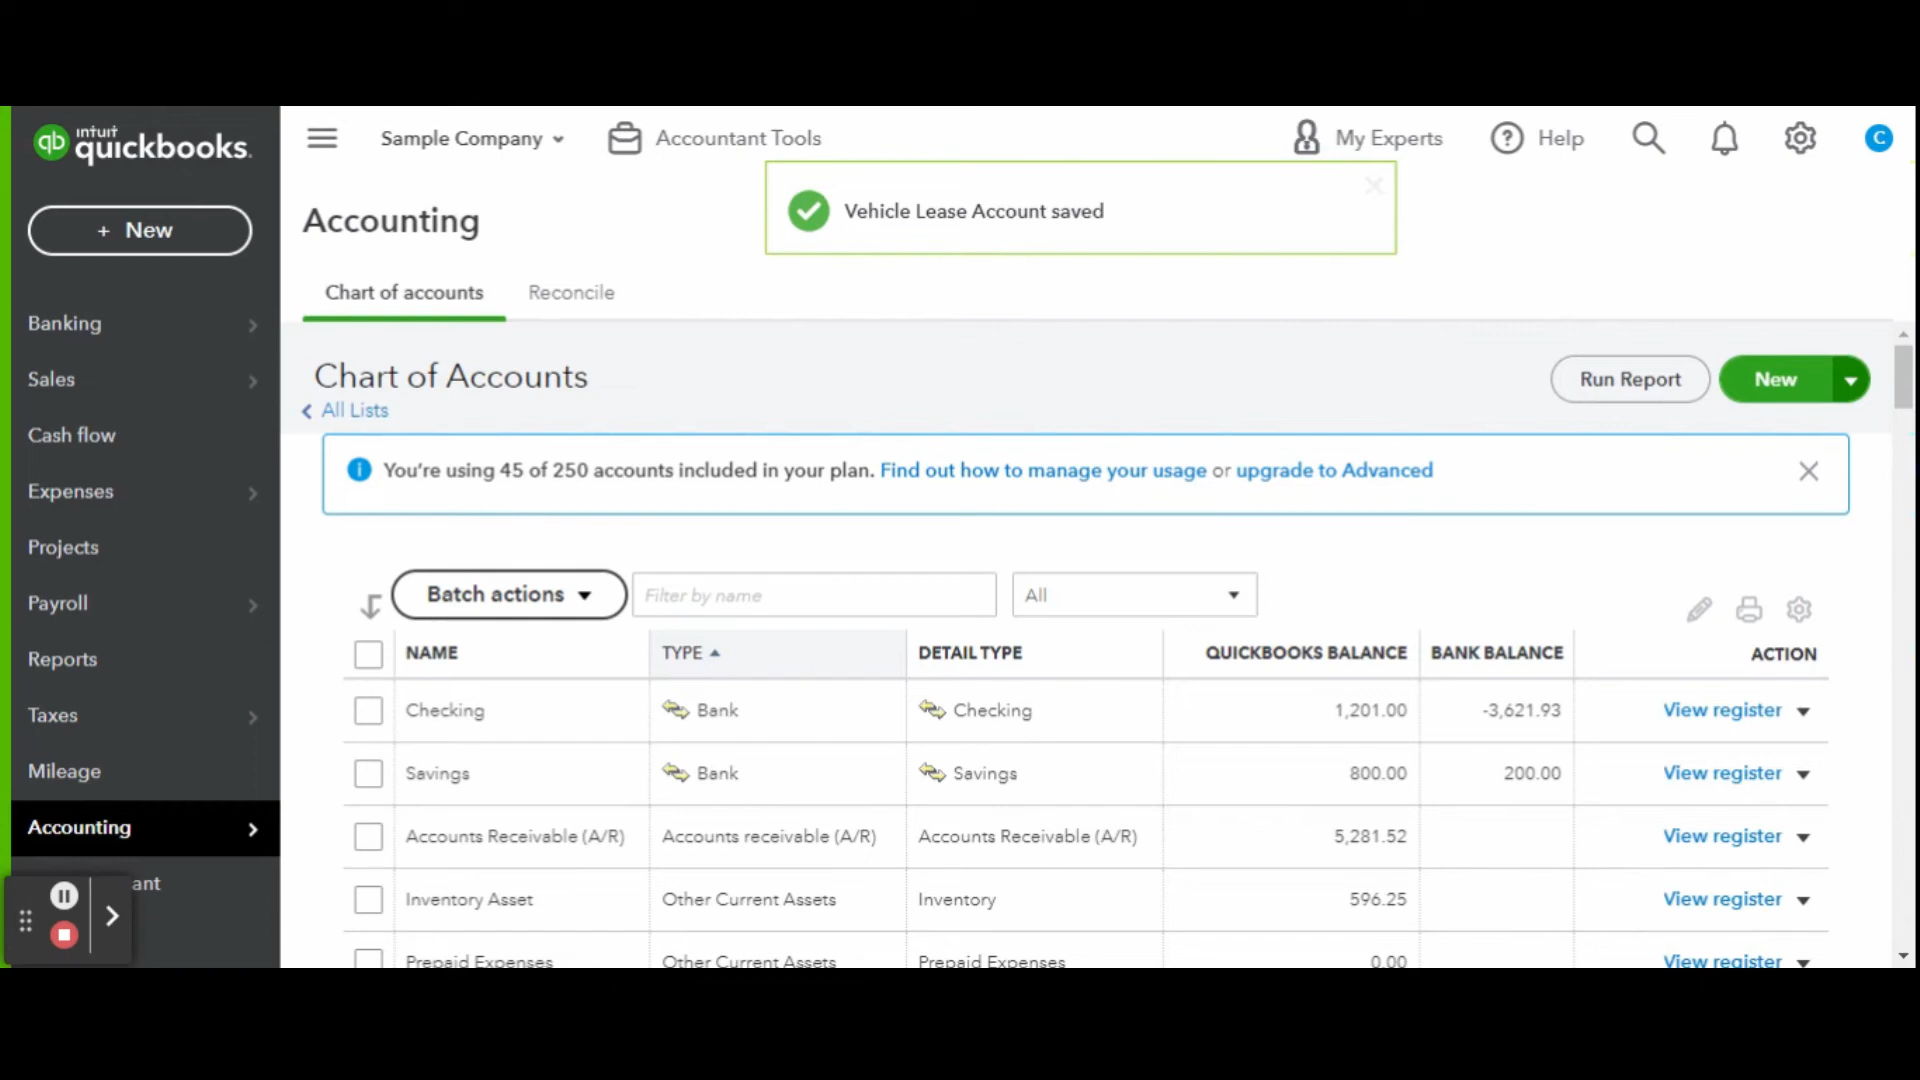 intuit
quickbooks.
Sample Company
Accountant Tools
My Experts
Help
C
Vehicle Lease Account saved
+ New
Accounting
Chart of accounts
Reconcile
Banking
Sales
Cash flow
Expenses
Projects
Payroll
Reports
Taxes
Mileage
Accounting
ant
Chart of Accounts
All Lists
Run Report
New
You're using 45 of 250 accounts included in your plan. Find out how to manage your usage or upgrade to Advanced
Batch actions
Filter by name
All
NAME TYPE DETAIL TYPE QUICKBOOKS BALANCE BANK BALANCE ACTION
Checking Bank Checking 1,201.00 -3,621.93 View register
Savings Bank Savings 800.00 200.00 View register
Accounts Receivable (A/R) Accounts receivable (A/R) Accounts Receivable (A/R) 5,281.52 View register
Inventory Asset Other Current Assets Inventory 596.25 View register
Prepaid Expenses Other Current Assets Prepaid Expenses 0.00 View register